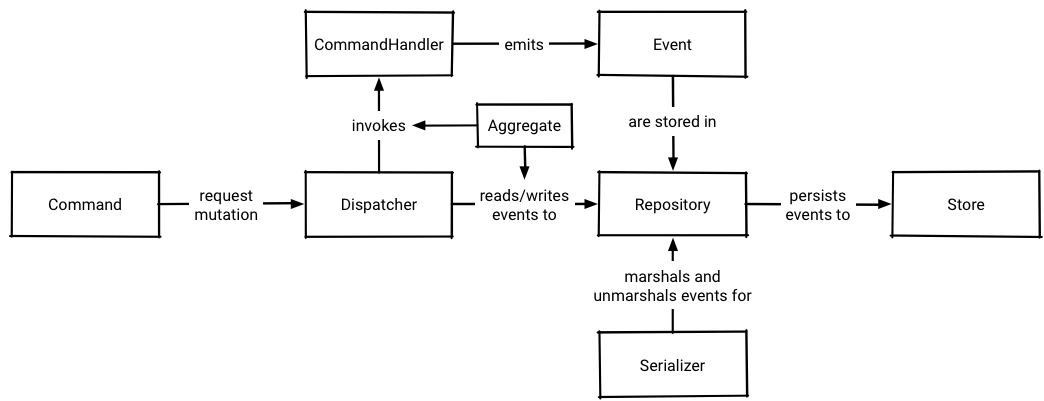 CommandHandler
emits
Event
invokes
Aggregate
are stored in
Command
request
mutation
Dispatcher
reads/writes
events to
Repository
persists
events to
Store
marshals and
unmarshals events for
Serializer